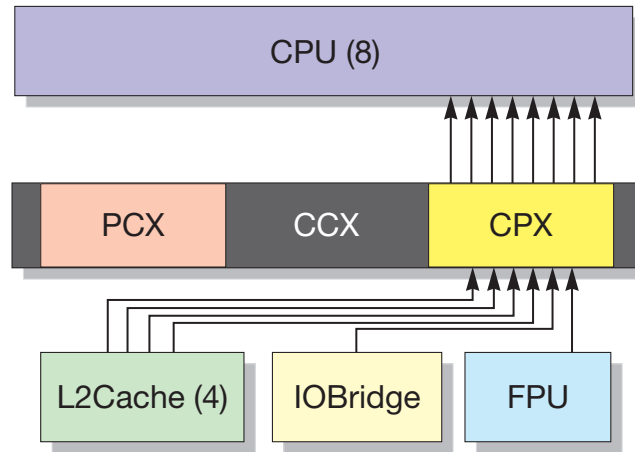 CPU (8)
PCX
CCX
CPX
L2Cache (4)
IOBridge
FPU